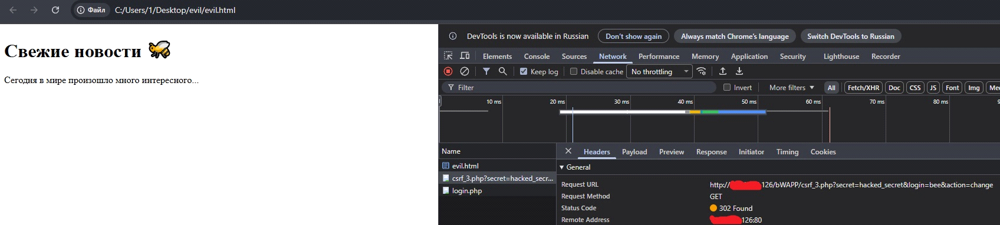 Файл C:/Users/1/Desktop/evil/evil.html
Свежие новости
Сегодня в мире произошло много интересного...
DevTools is now available in Russian Don't show again Always match Chrome's language Switch DevTools to Russian
Elements Console Sources Network Performance Memory Application Security Lighthouse Recorder
Keep log Disable cache No throttling
Filter Invert More filters All Fetch/XHR Doc CSS JS Font Img
10 ms 20 ms 30 ms 40 ms 50 ms 60 ms 70 ms 80 ms
Name
evil.html
csrf_3.php?secret=hacked_secr...
login.php
Headers Payload Preview Response Initiator Timing Cookies
General
Request URL http:// 126/bWAPP/csrf_3.php?secret=hacked_secret&login=bee&action=change
Request Method GET
Status Code 302 Found
Remote Address 126:80